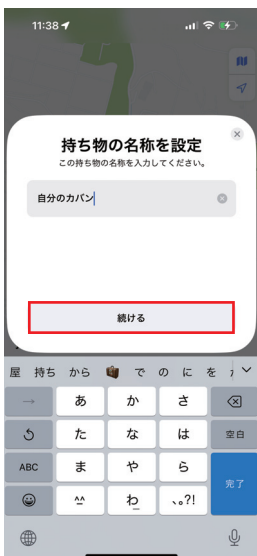 11:38
持ち物の名称を設定
この持ち物の名称を入力してください。
自分のカバン
続ける
屋 持ち から で の に を
→ あ か さ
た な は 空白
ABC ま や ら
完了
^^ わ_ 、。?!